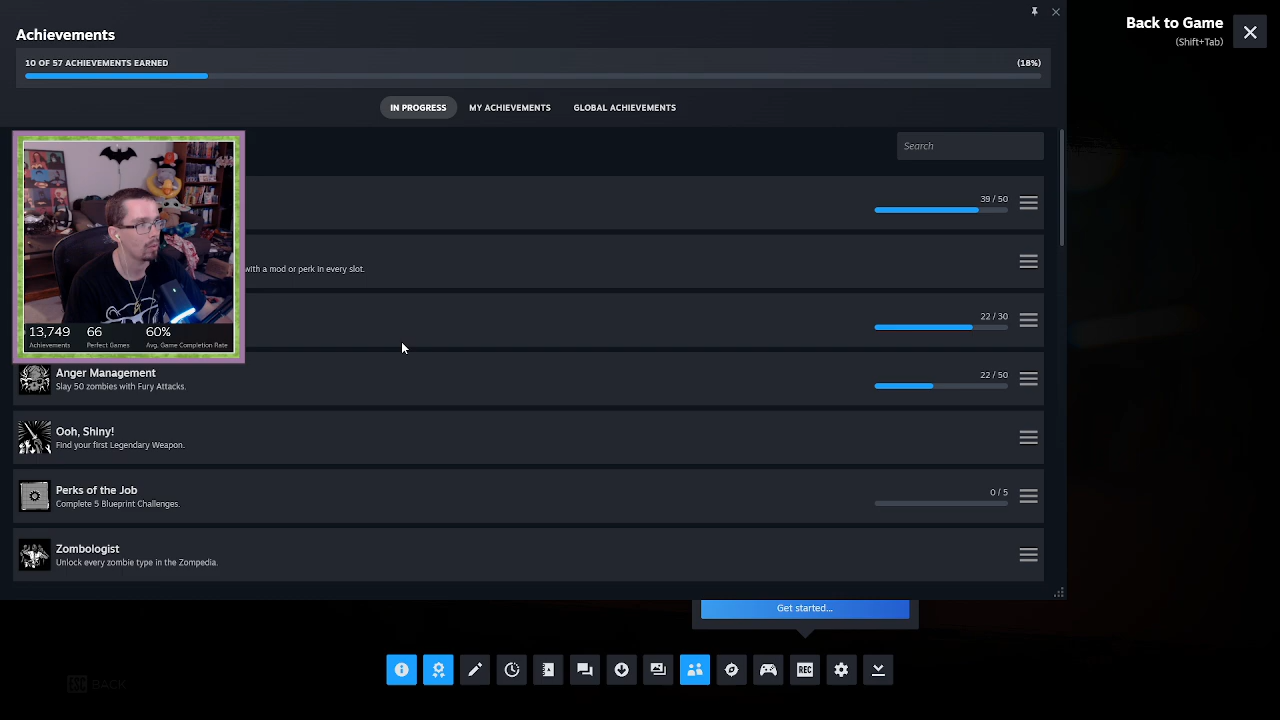 Back to Game
(Shift+Tab)
Achievements
10 OF 57 ACHIEVEMENTS EARNED
(18%)
IN PROGRESS
MY ACHIEVEMENTS
GLOBAL ACHIEVEMENTS
Search
39 / 50
with a mod or perk in every slot.
22 / 30
13,749
66
60%
Achievements
Perfect Games
Avg. Game Completion Rate
Anger Management
Slay 50 zombies with Fury Attacks.
22 / 50
Ooh, Shiny!
Find your first Legendary Weapon.
Perks of the Job
Complete 5 Blueprint Challenges.
0 / 5
Zombologist
Unlock every zombie type in the Zompedia.
Get started...
REC
ESC BACK